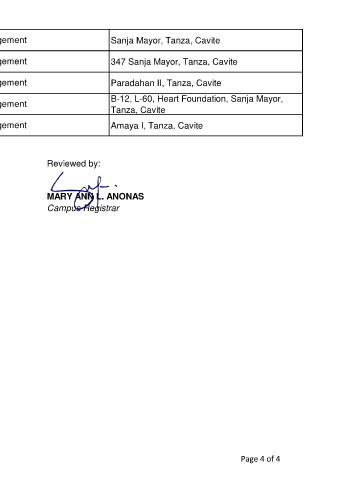 gement Sanja Mayor, Tanza, Cavite
gement 347 Sanja Mayor, Tanza, Cavite
gement Paradahan II, Tanza, Cavite
gement B-12, L-60, Heart Foundation, Sanja Mayor,
Tanza, Cavite
gement Amaya I, Tanza, Cavite
Reviewed by:
MARY ANN L. ANONAS
Campus Registrar
Page 4 of 4